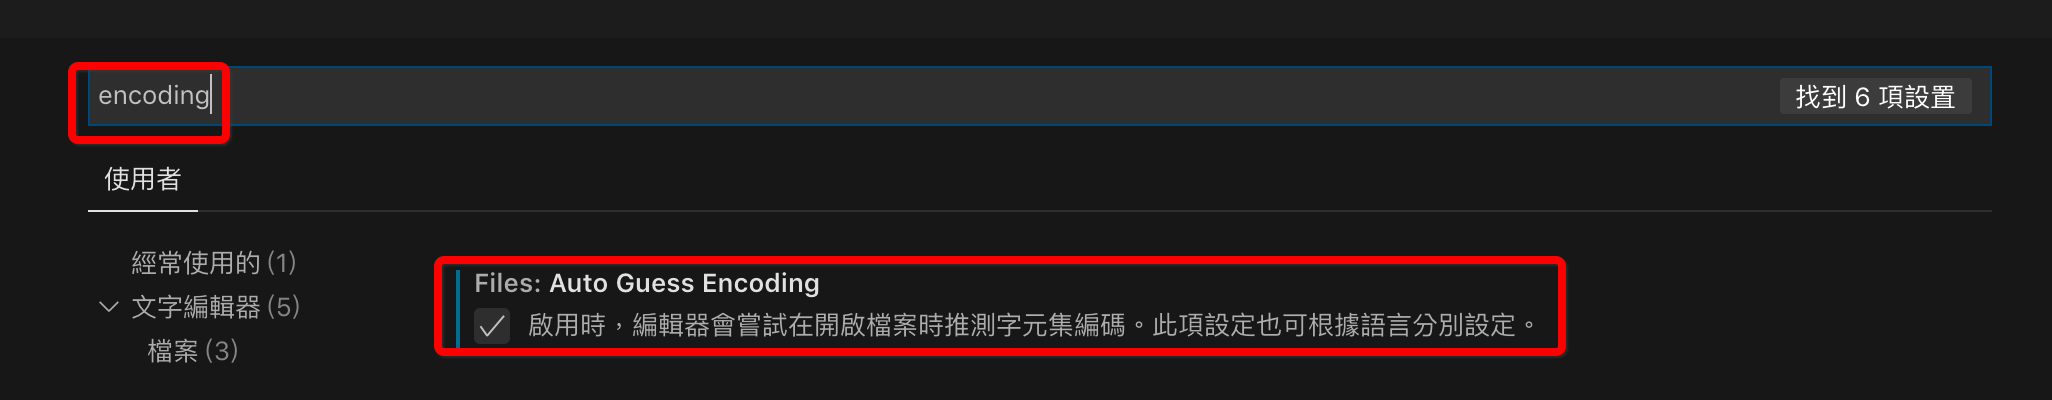 encoding
找到 6 項設置
使用者
經常使用的 (1)
文字編輯器 (5)
檔案 (3)
Files: Auto Guess Encoding
啟用時，編輯器會嘗試在開啟檔案時推測字元集編碼。此項設定也可根據語言分別設定。